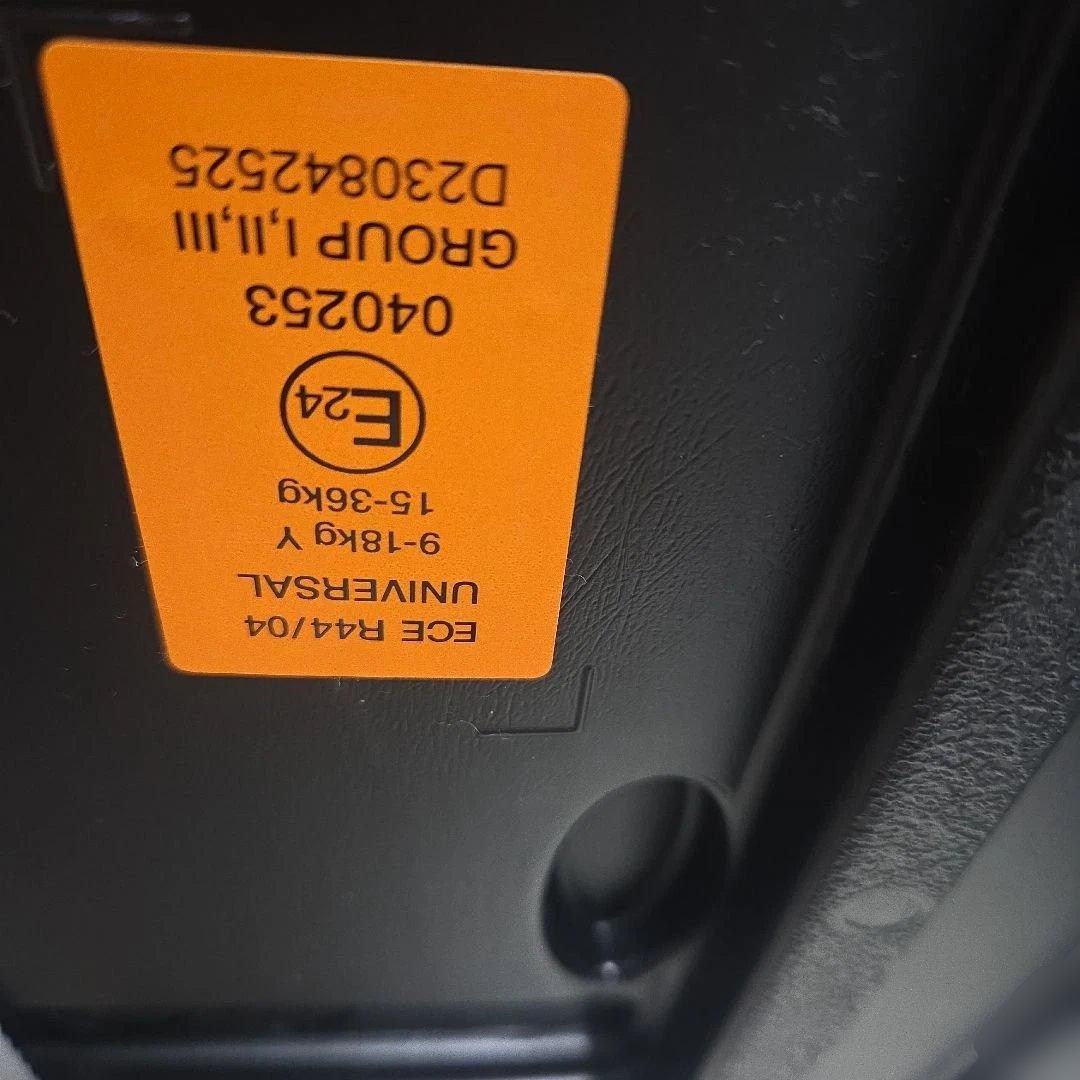 ECE R44/04
UNIVERSAL
9-18kg Y
15-36kg
E24
040253
GROUP I,II,III
D230842525